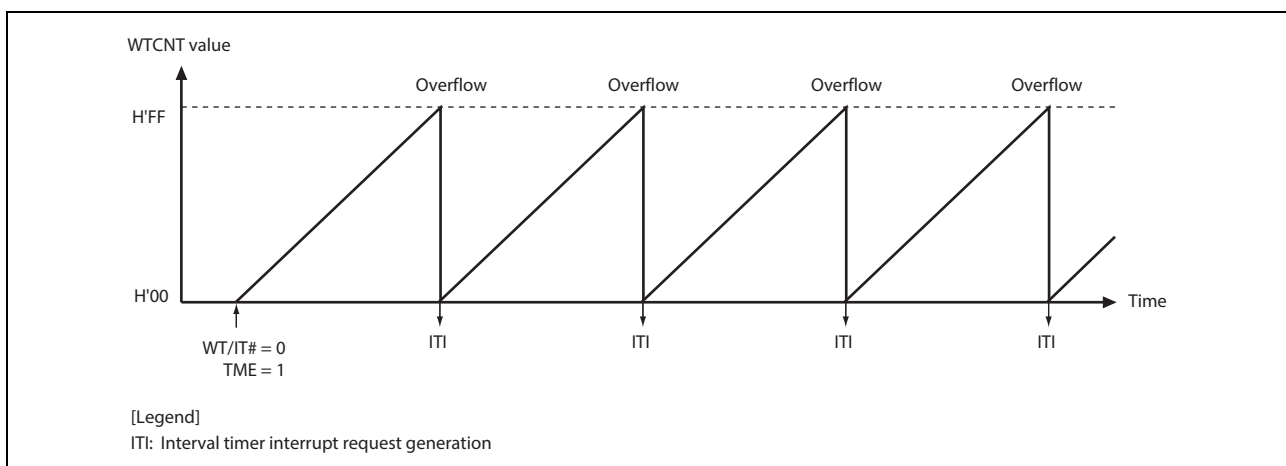 WTCNT value
Overflow Overflow Overflow Overflow
H'FF
H'00
Time
WT/IT# = 0
TME = 1
ITI ITI ITI ITI
[Legend]
ITI: Interval timer interrupt request generation